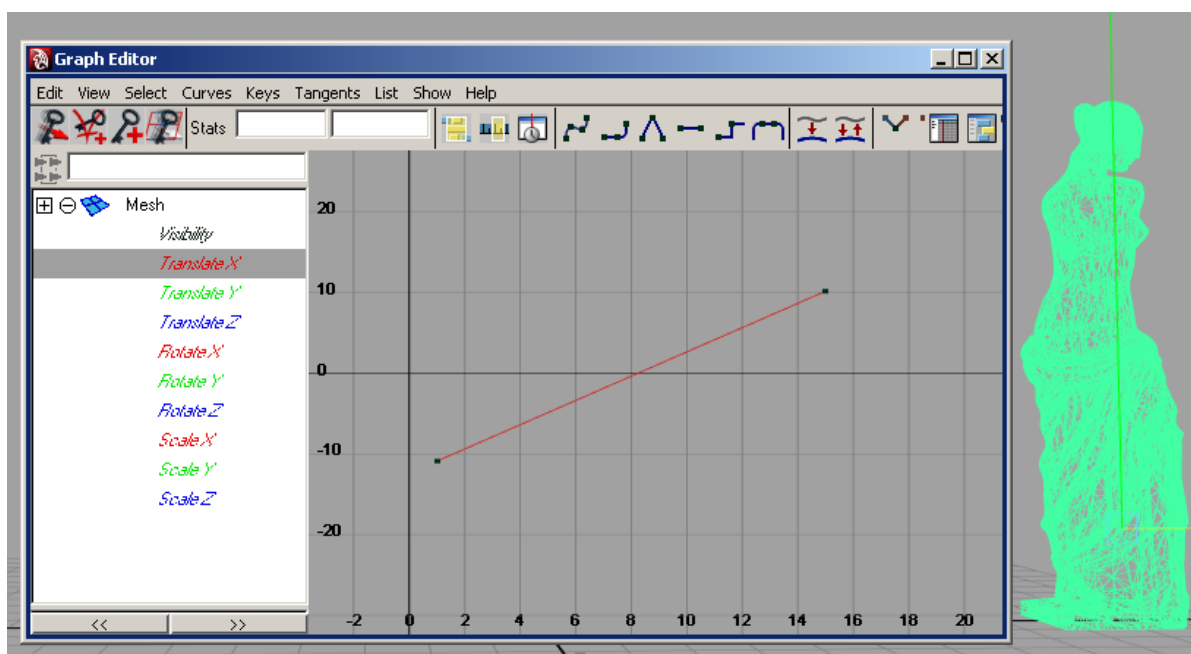 Graph Editor
Edit View Select Curves Keys Tangents List Show Help
Stats
Mesh
Visibility
Translate X
Translate Y
Translate Z
Rotate X
Rotate Y
Rotate Z
Scale X
Scale Y
Scale Z
<< >>
20
10
0
-10
-20
-2 0 2 4 6 8 10 12 14 16 18 20